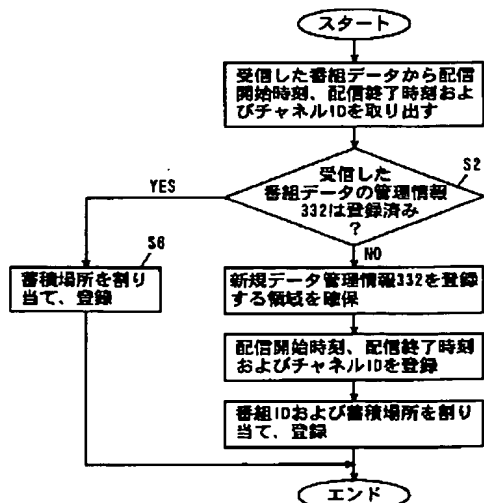 スタート
受信した番組データから配信
開始時刻、配信終了時刻およ
びチャネルIDを取り出す
S2
受信した
番組データの管理情報
332は登録済み
?
YES
NO
S6
蓄積場所を割り
当て、登録
新規データ管理情報332を登録
する領域を確保
配信開始時刻、配信終了時刻
およびチャネルIDを登録
番組IDおよび蓄積場所を割り
当て、登録
エンド